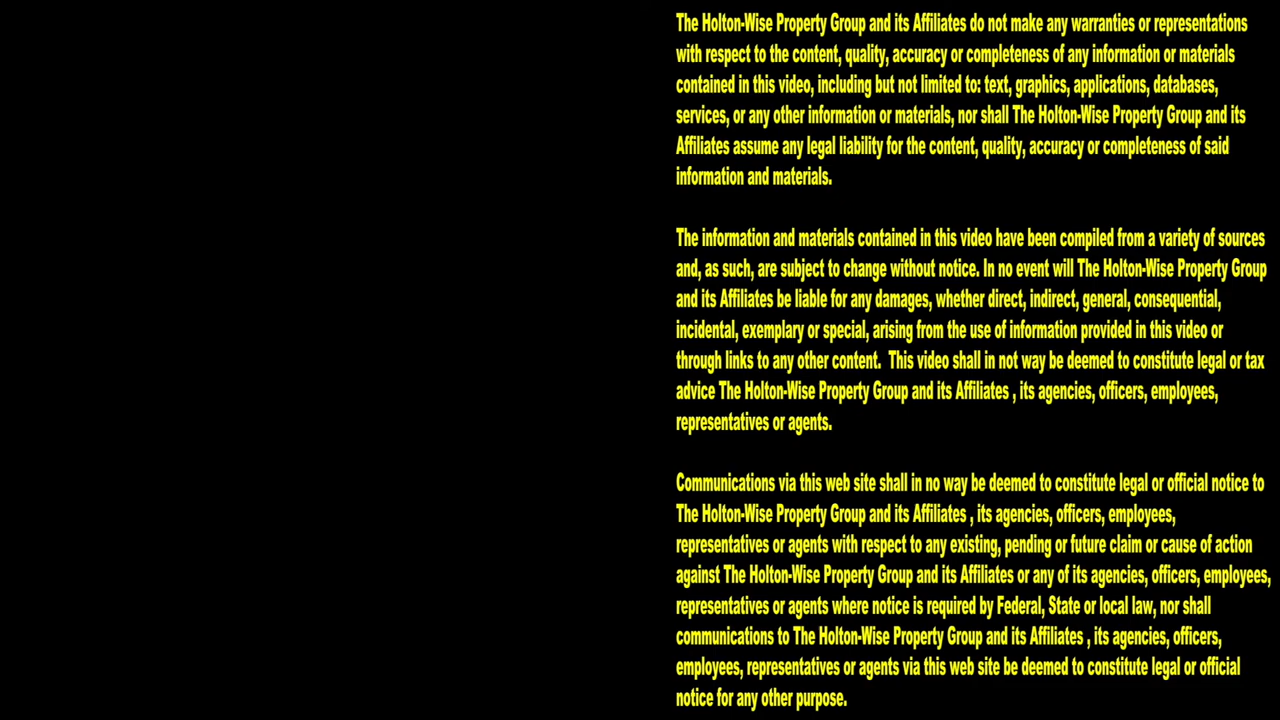 The Holton-Wise Property Group and its Affiliates do not make any warranties or representations
with respect to the content, quality, accuracy or completeness of any information or materials
contained in this video, including but not limited to: text, graphics, applications, databases,
services, or any other information or materials, nor shall The Holton-Wise Property Group and its
Affiliates assume any legal liability for the content, quality, accuracy or completeness of said
information and materials.
The information and materials contained in this video have been compiled from a variety of sources
and, as such, are subject to change without notice. In no event will The Holton-Wise Property Group
and its Affiliates be liable for any damages, whether direct, indirect, general, consequential,
incidental, exemplary or special, arising from the use of information provided in this video or
through links to any other content.  This video shall in not way be deemed to constitute legal or tax
advice The Holton-Wise Property Group and its Affiliates , its agencies, officers, employees,
representatives or agents.
Communications via this web site shall in no way be deemed to constitute legal or official notice to
The Holton-Wise Property Group and its Affiliates , its agencies, officers, employees,
representatives or agents with respect to any existing, pending or future claim or cause of action
against The Holton-Wise Property Group and its Affiliates or any of its agencies, officers, employees,
representatives or agents where notice is required by Federal, State or local law, nor shall
communications to The Holton-Wise Property Group and its Affiliates , its agencies, officers,
employees, representatives or agents via this web site be deemed to constitute legal or official
notice for any other purpose.